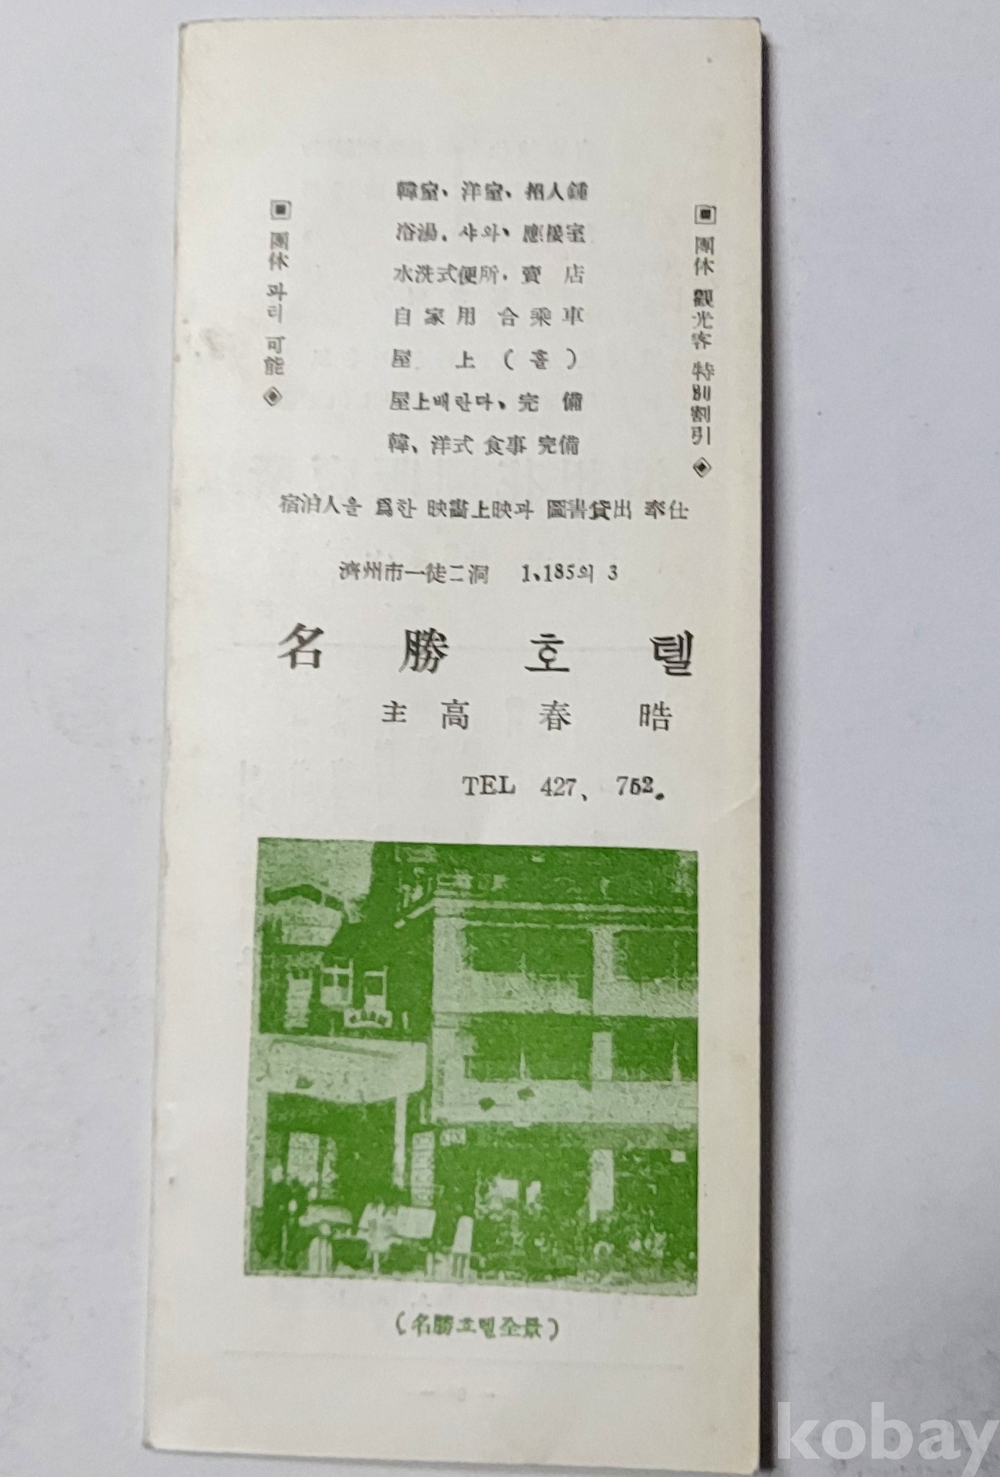 韓室、洋室、招人鍾
浴湯, 샤와、應接室
水洗式便所, 賣 店
自家用 合乘車
屋 上 ( 홀 )
屋上배란다、完 備
韓、洋式 食事 完備
▣ 團体 파리 可能 ◈
▣ 團体 觀光客 特別割引 ◈
宿泊人을 爲한 映畵上映과 圖書貸出 奉仕
濟州市一徒二洞 1、185의 3
名 勝 호 텔
主 高 春 晧
TEL 427、 752.
(名勝호텔全景)
kobay